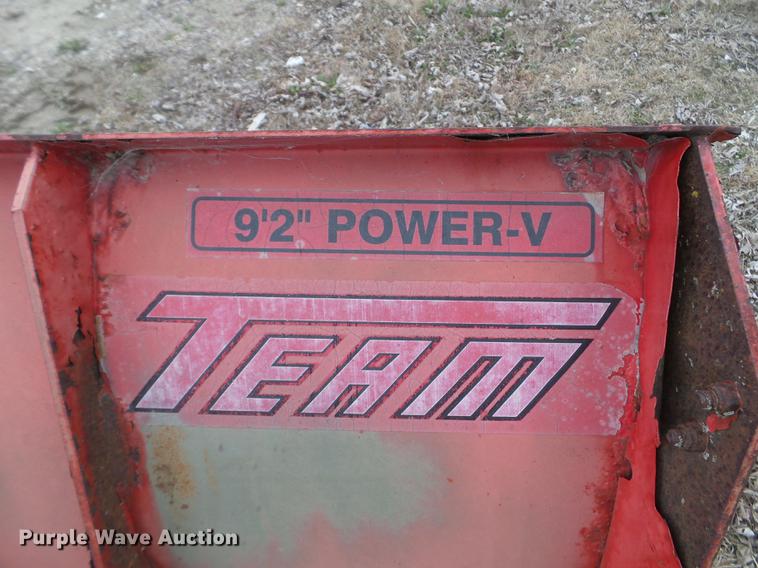 9'2" POWER-V
TEAM
Purple Wave Auction